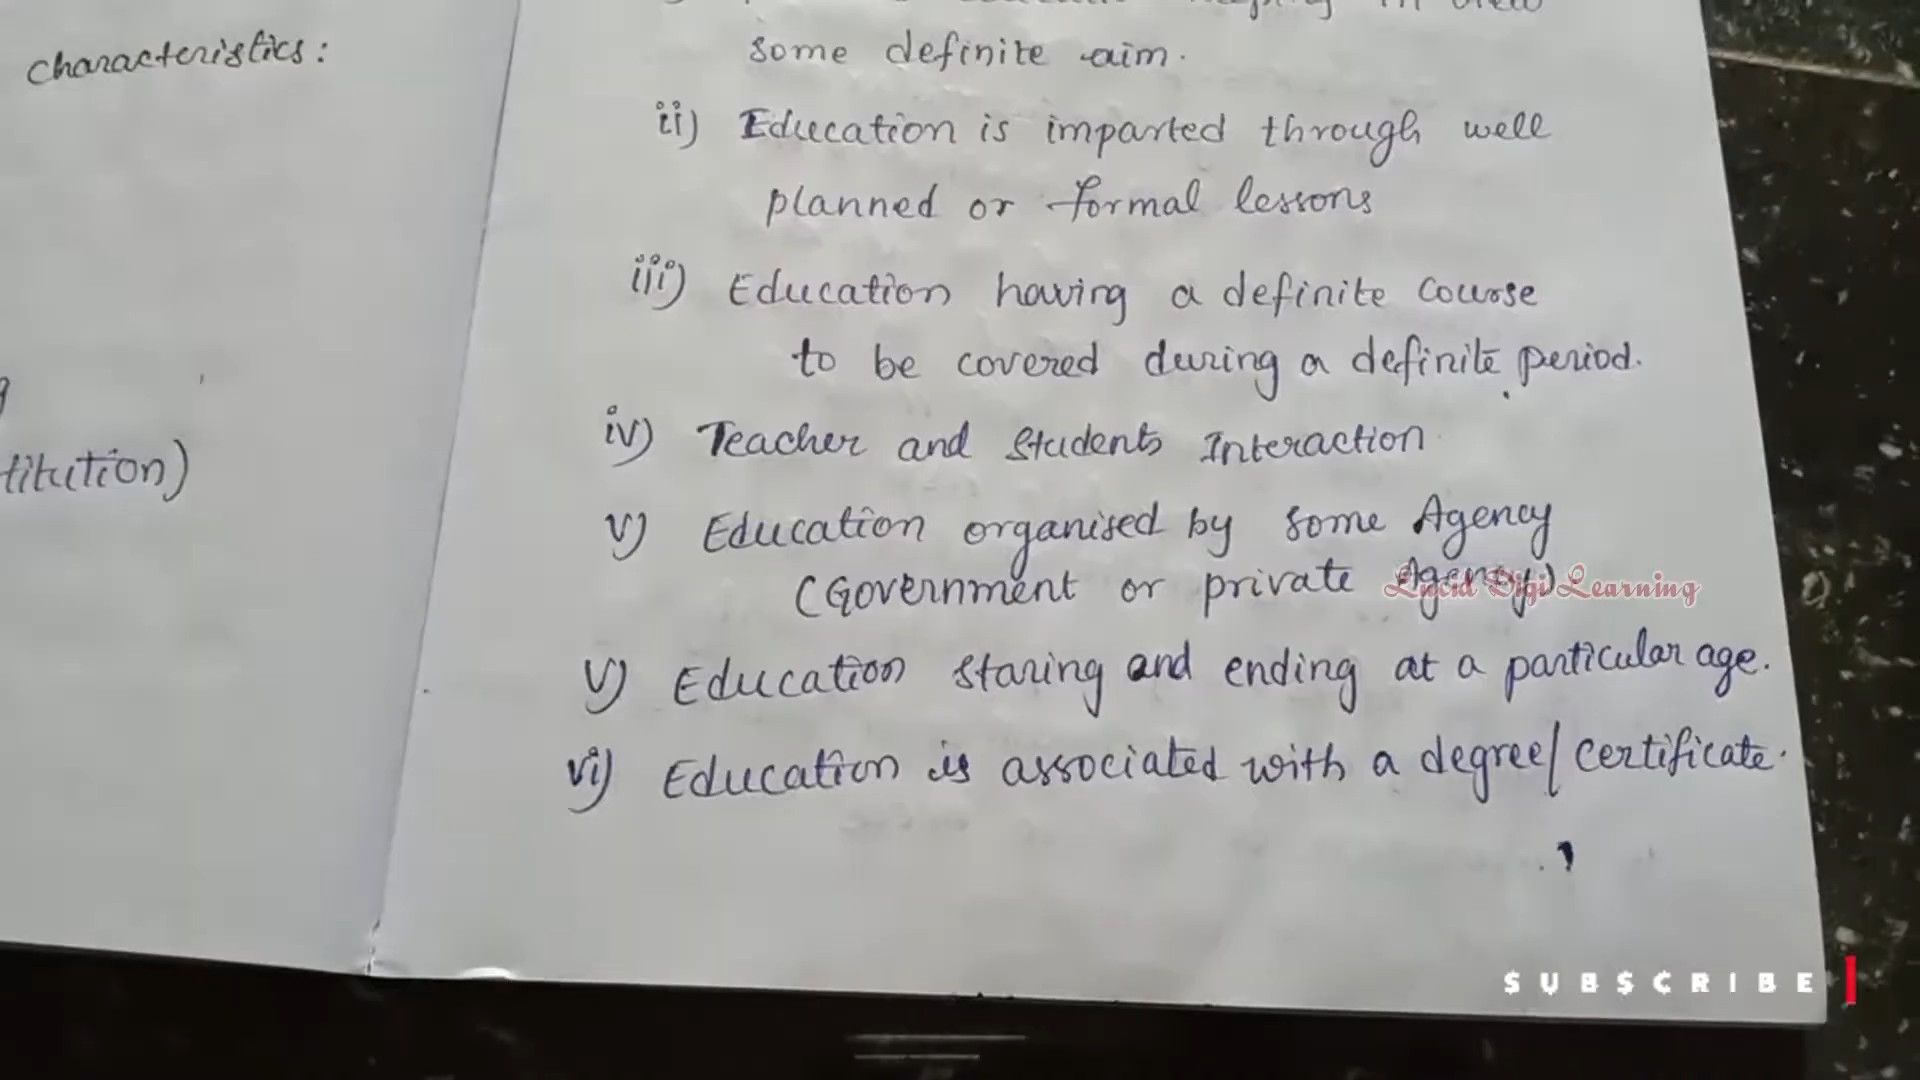 characteristics:
titution)
some definite aim.
ii) Education is imparted through well
planned or formal lessons
iii) Education having a definite course
to be covered during a definite period.
iv) Teacher and Students Interaction
v) Education organised by some Agency
(Government or private Agency)
Lucid Digi Learning
v) Education staring and ending at a particular age.
vi) Education is associated with a degree/ certificate.
SUBSCRIBE